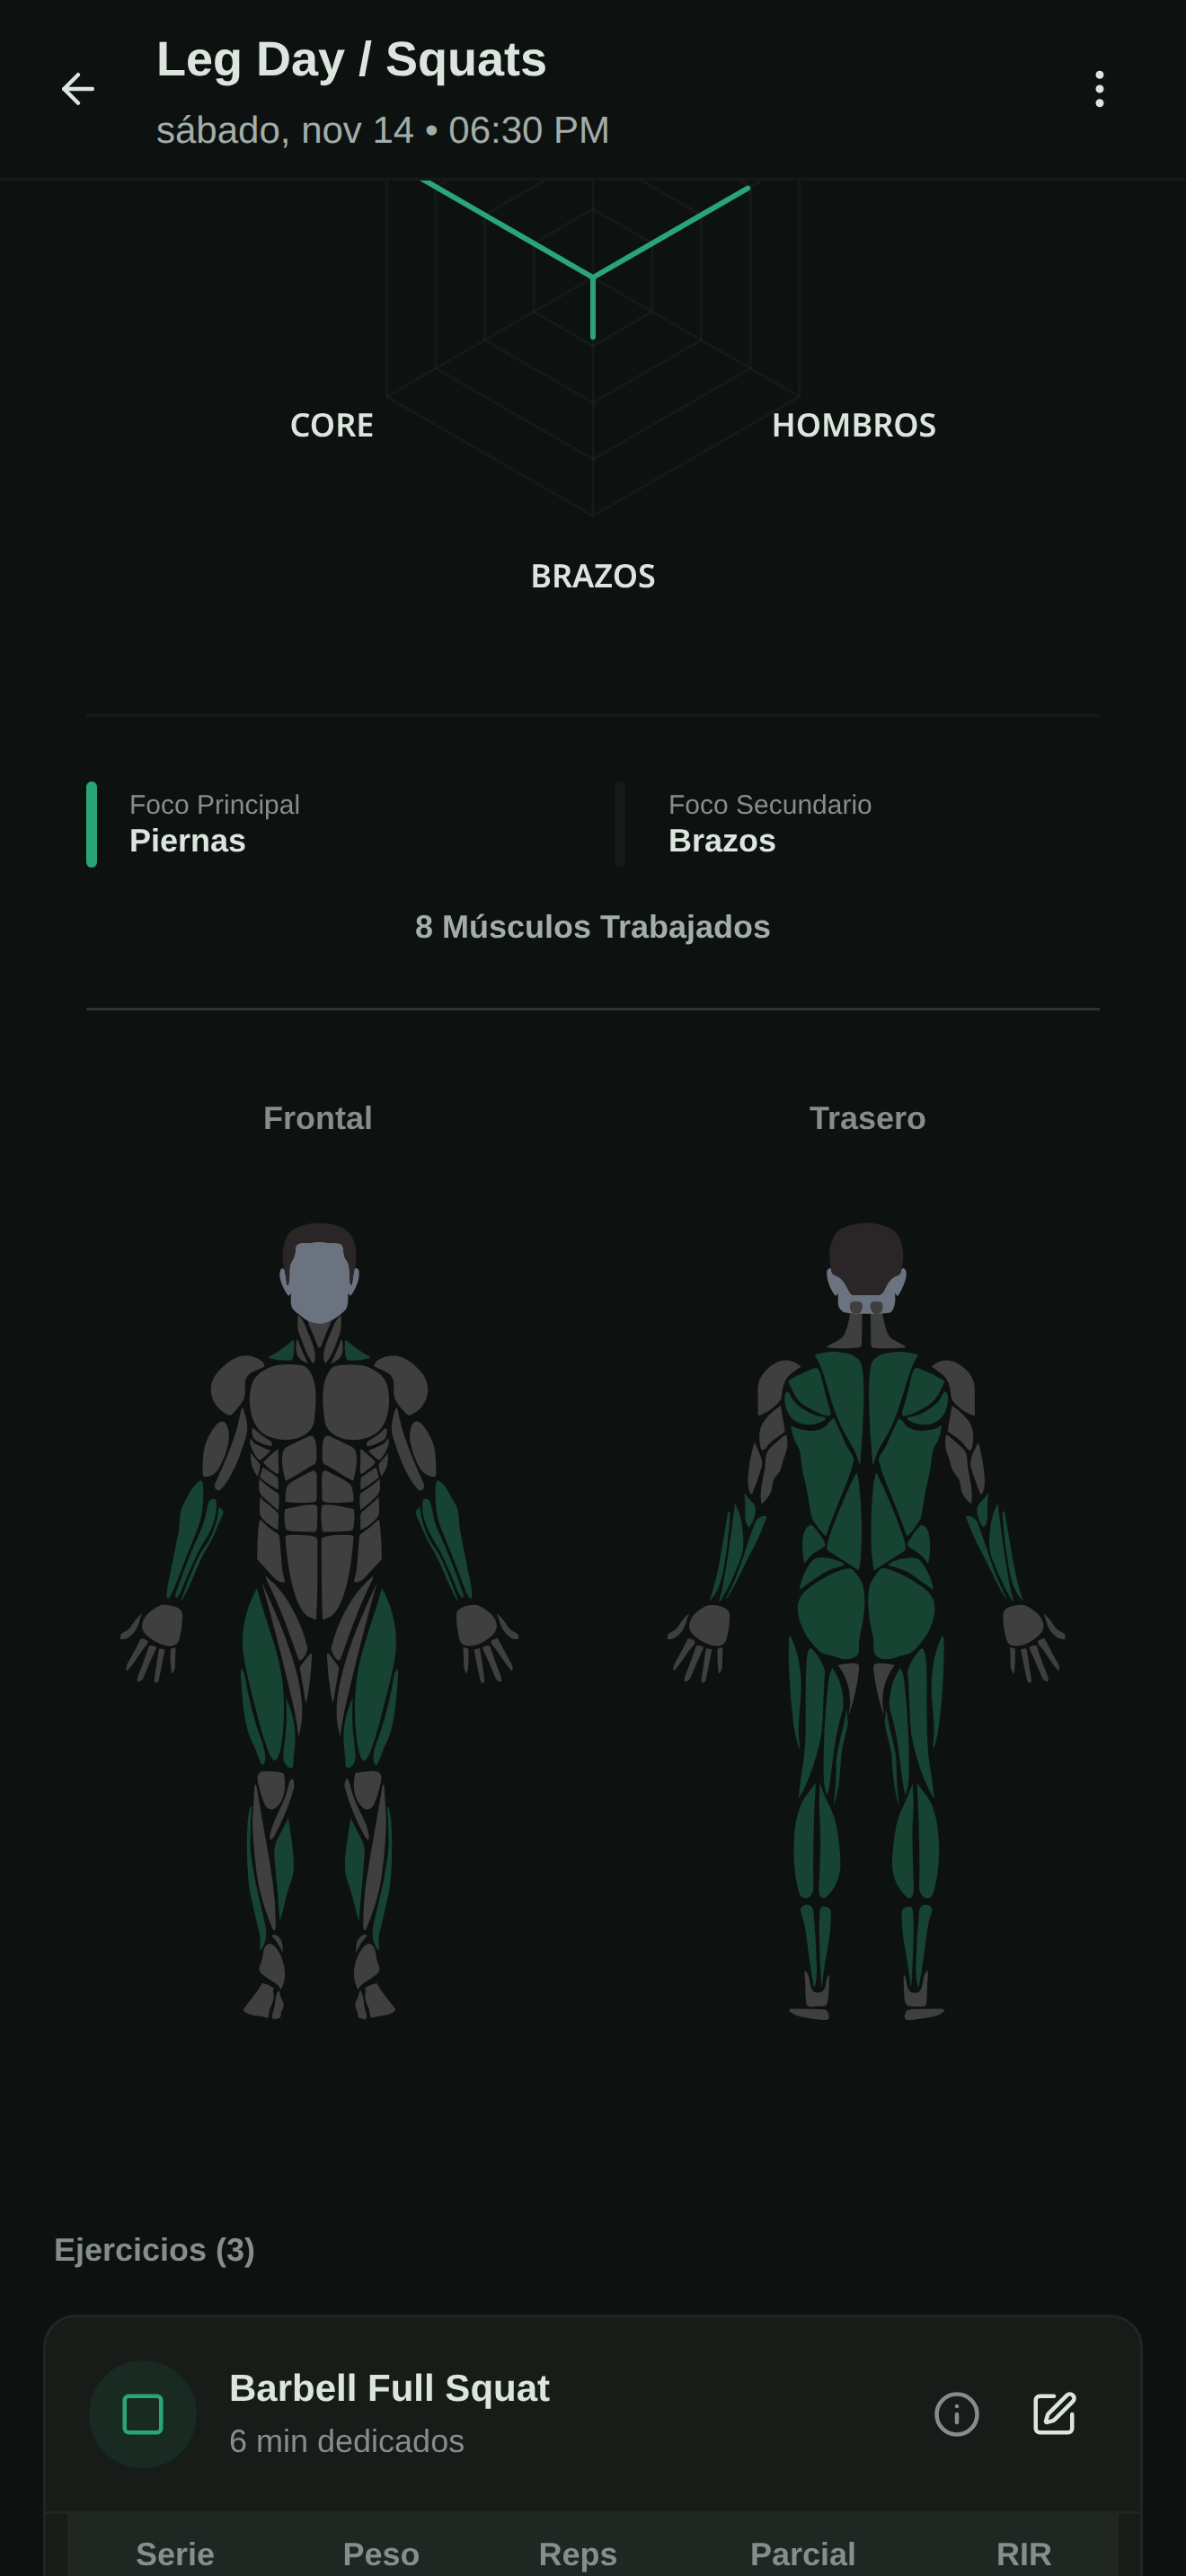 Leg Day / Squats
sábado, nov 14 • 06:30 PM
CORE
HOMBROS
BRAZOS
Foco Principal
Piernas
Foco Secundario
Brazos
8 Músculos Trabajados
Frontal
Trasero
Ejercicios (3)
Barbell Full Squat
6 min dedicados
Serie Peso Reps Parcial RIR